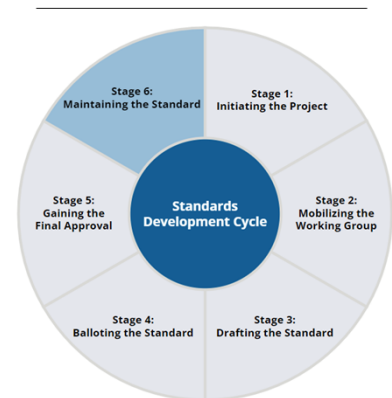 Stage 6:
Maintaining the Standard
Stage 1:
Initiating the Project
Stage 5:
Gaining the
Final Approval
Standards
Development Cycle
Stage 2:
Mobilizing the
Working Group
Stage 4:
Balloting the Standard
Stage 3:
Drafting the Standard